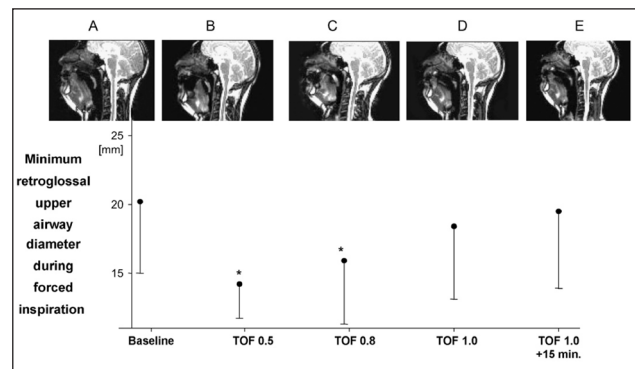 A B C D E
25
[mm]
Minimum
retroglossal
upper
airway
diameter
during
forced
inspiration
20
15
*
*
Baseline TOF 0.5 TOF 0.8 TOF 1.0 TOF 1.0
+15 min.